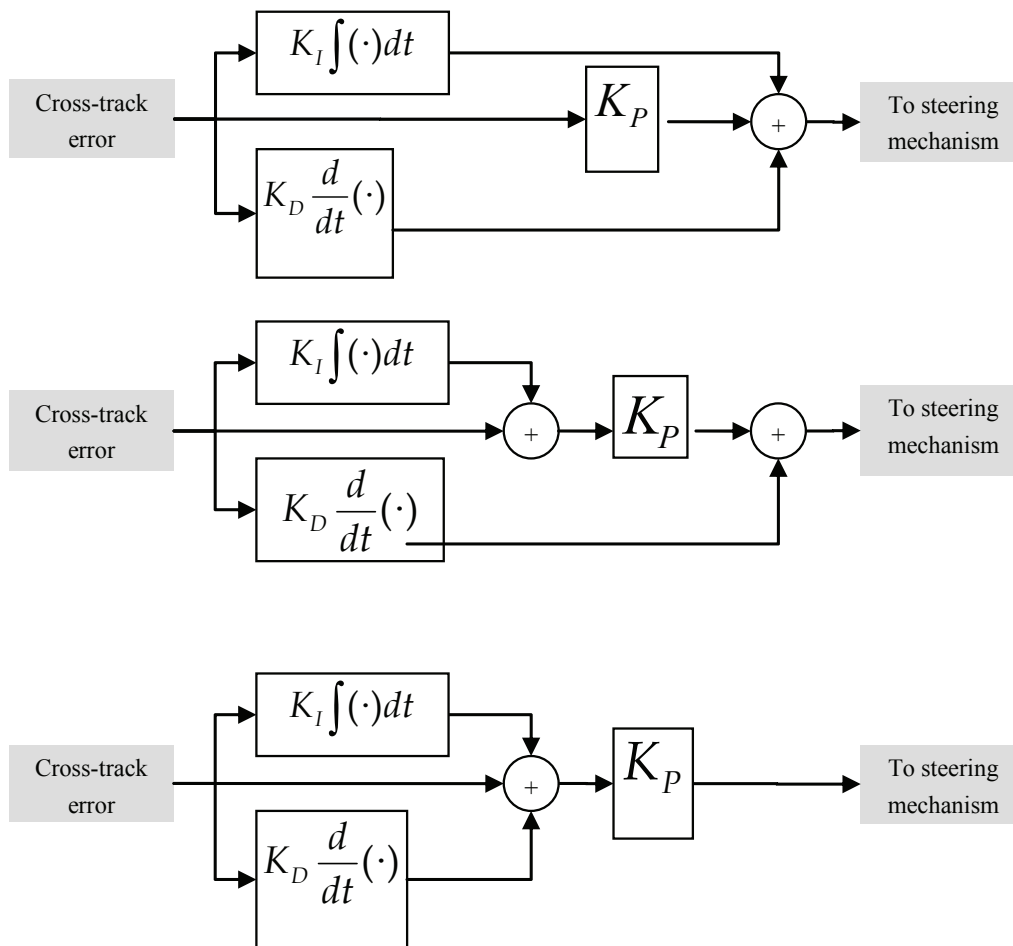 K_I ∫(·)dt
Cross-track
error
K_P
+
To steering
mechanism
K_D d/dt (·)
K_I ∫(·)dt
Cross-track
error
+
K_P
+
To steering
mechanism
K_D d/dt (·)
K_I ∫(·)dt
Cross-track
error
+
K_P
To steering
mechanism
K_D d/dt (·)